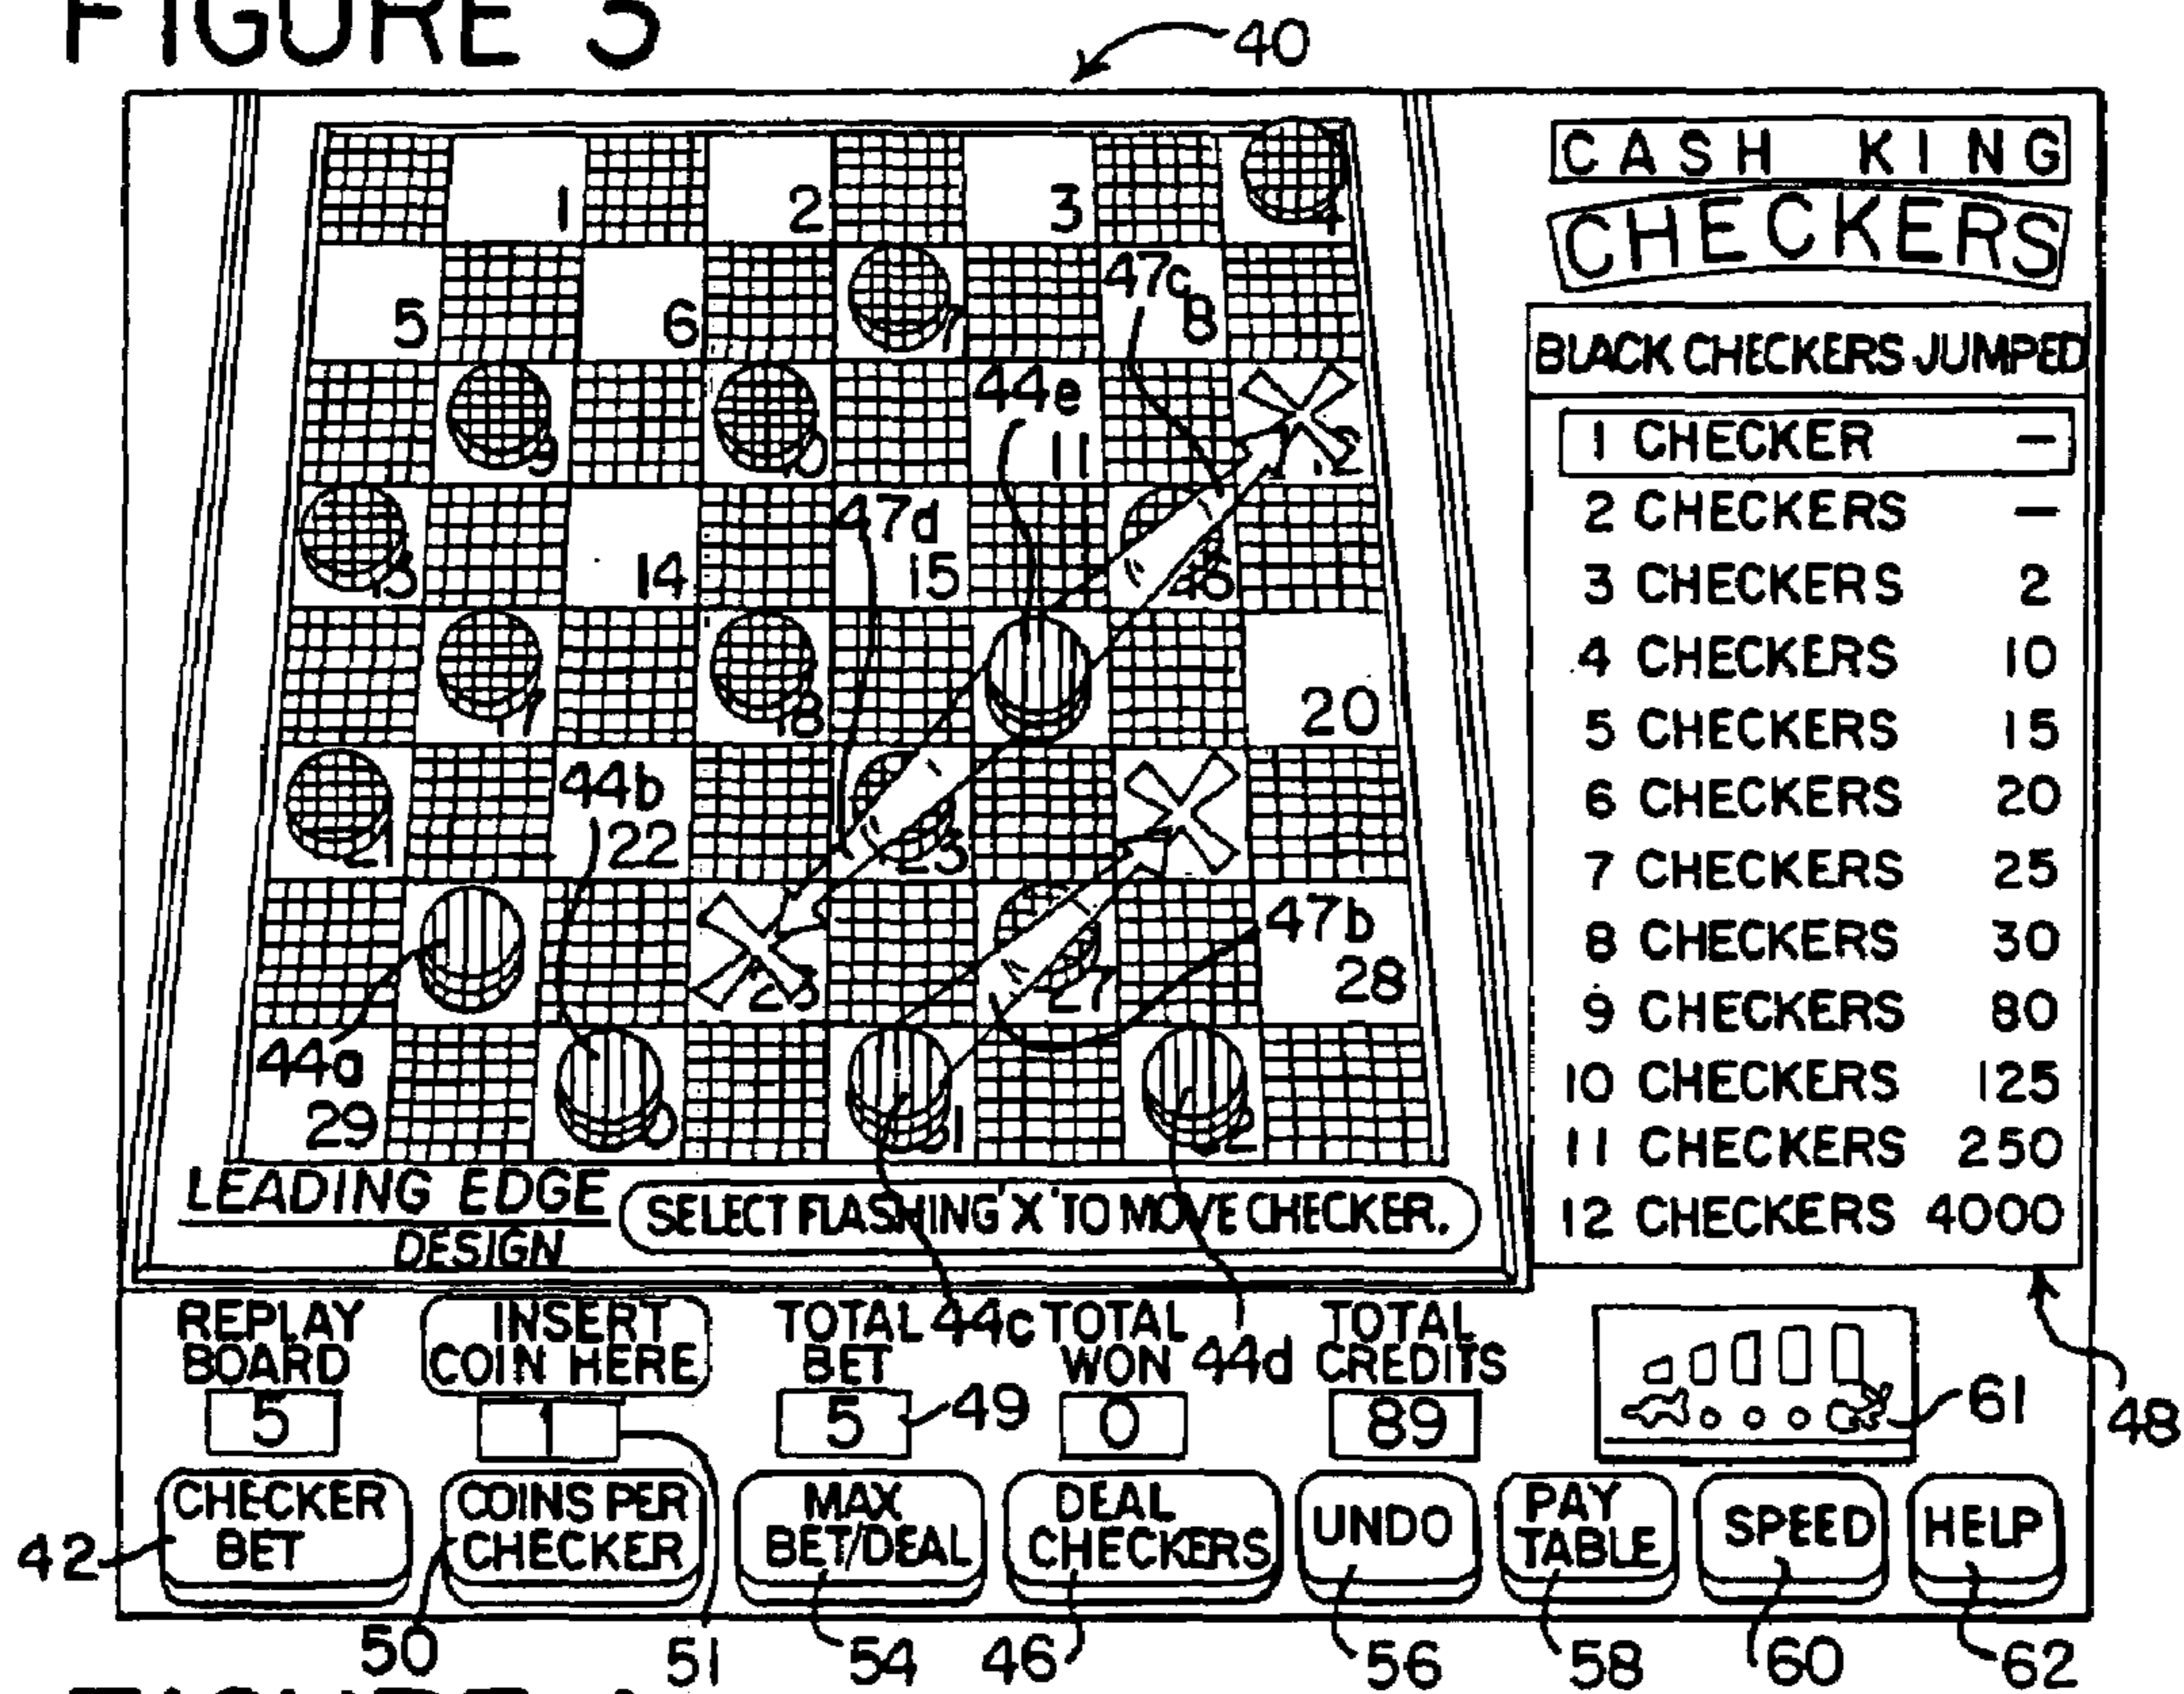 FIGURE 3
40
CASH KING
CHECKERS
1 2 3 4
5 6 7 47c 8
9 10 44e 11 12
13 14 47d 15 16
17 18 20
21 44b 22 23
47b 28
27
44a 29
BLACK CHECKERS JUMPED
1 CHECKER –
2 CHECKERS –
3 CHECKERS 2
4 CHECKERS 10
5 CHECKERS 15
6 CHECKERS 20
7 CHECKERS 25
8 CHECKERS 30
9 CHECKERS 80
10 CHECKERS 125
11 CHECKERS 250
12 CHECKERS 4000
LEADING EDGE
DESIGN
SELECT FLASHING 'X' TO MOVE CHECKER.
REPLAY BOARD
5
INSERT COIN HERE
1
TOTAL BET
5
49
44c
TOTAL WON
0
44d
TOTAL CREDITS
89
61
48
42
CHECKER BET
COINS PER CHECKER
MAX BET/DEAL
DEAL CHECKERS
UNDO
PAY TABLE
SPEED
HELP
50 51 54 46 56 58 60 62